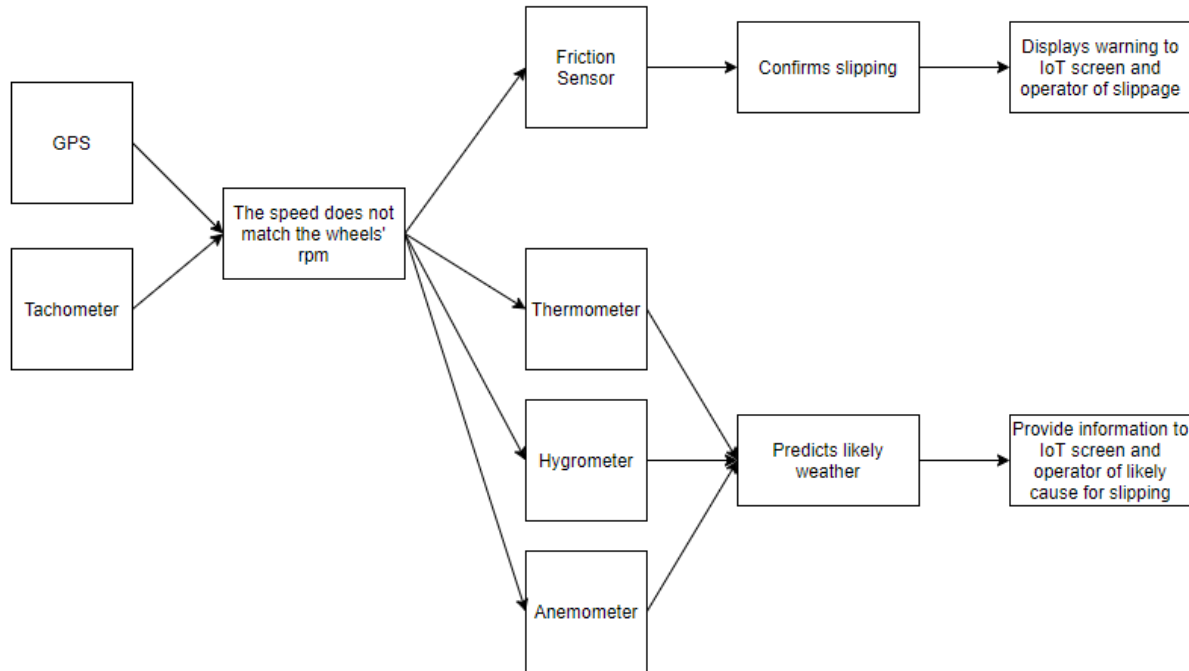 GPS
Tachometer
The speed does not
match the wheels'
rpm
Friction
Sensor
Confirms slipping
Displays warning to
IoT screen and
operator of slippage
Thermometer
Hygrometer
Anemometer
Predicts likely
weather
Provide information to
IoT screen and
operator of likely
cause for slipping